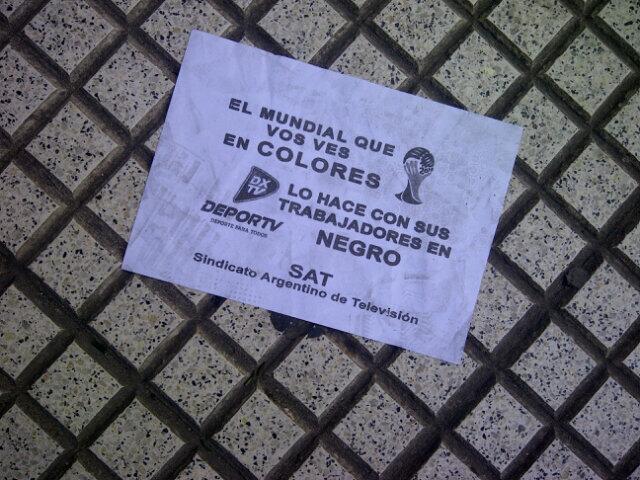 EL MUNDIAL QUE
VOS VES
EN COLORES
DXTV
DEPORTV
DEPORTE PARA TODOS
LO HACE CON SUS
TRABAJADORES EN
NEGRO
SAT
Sindicato Argentino de Televisión